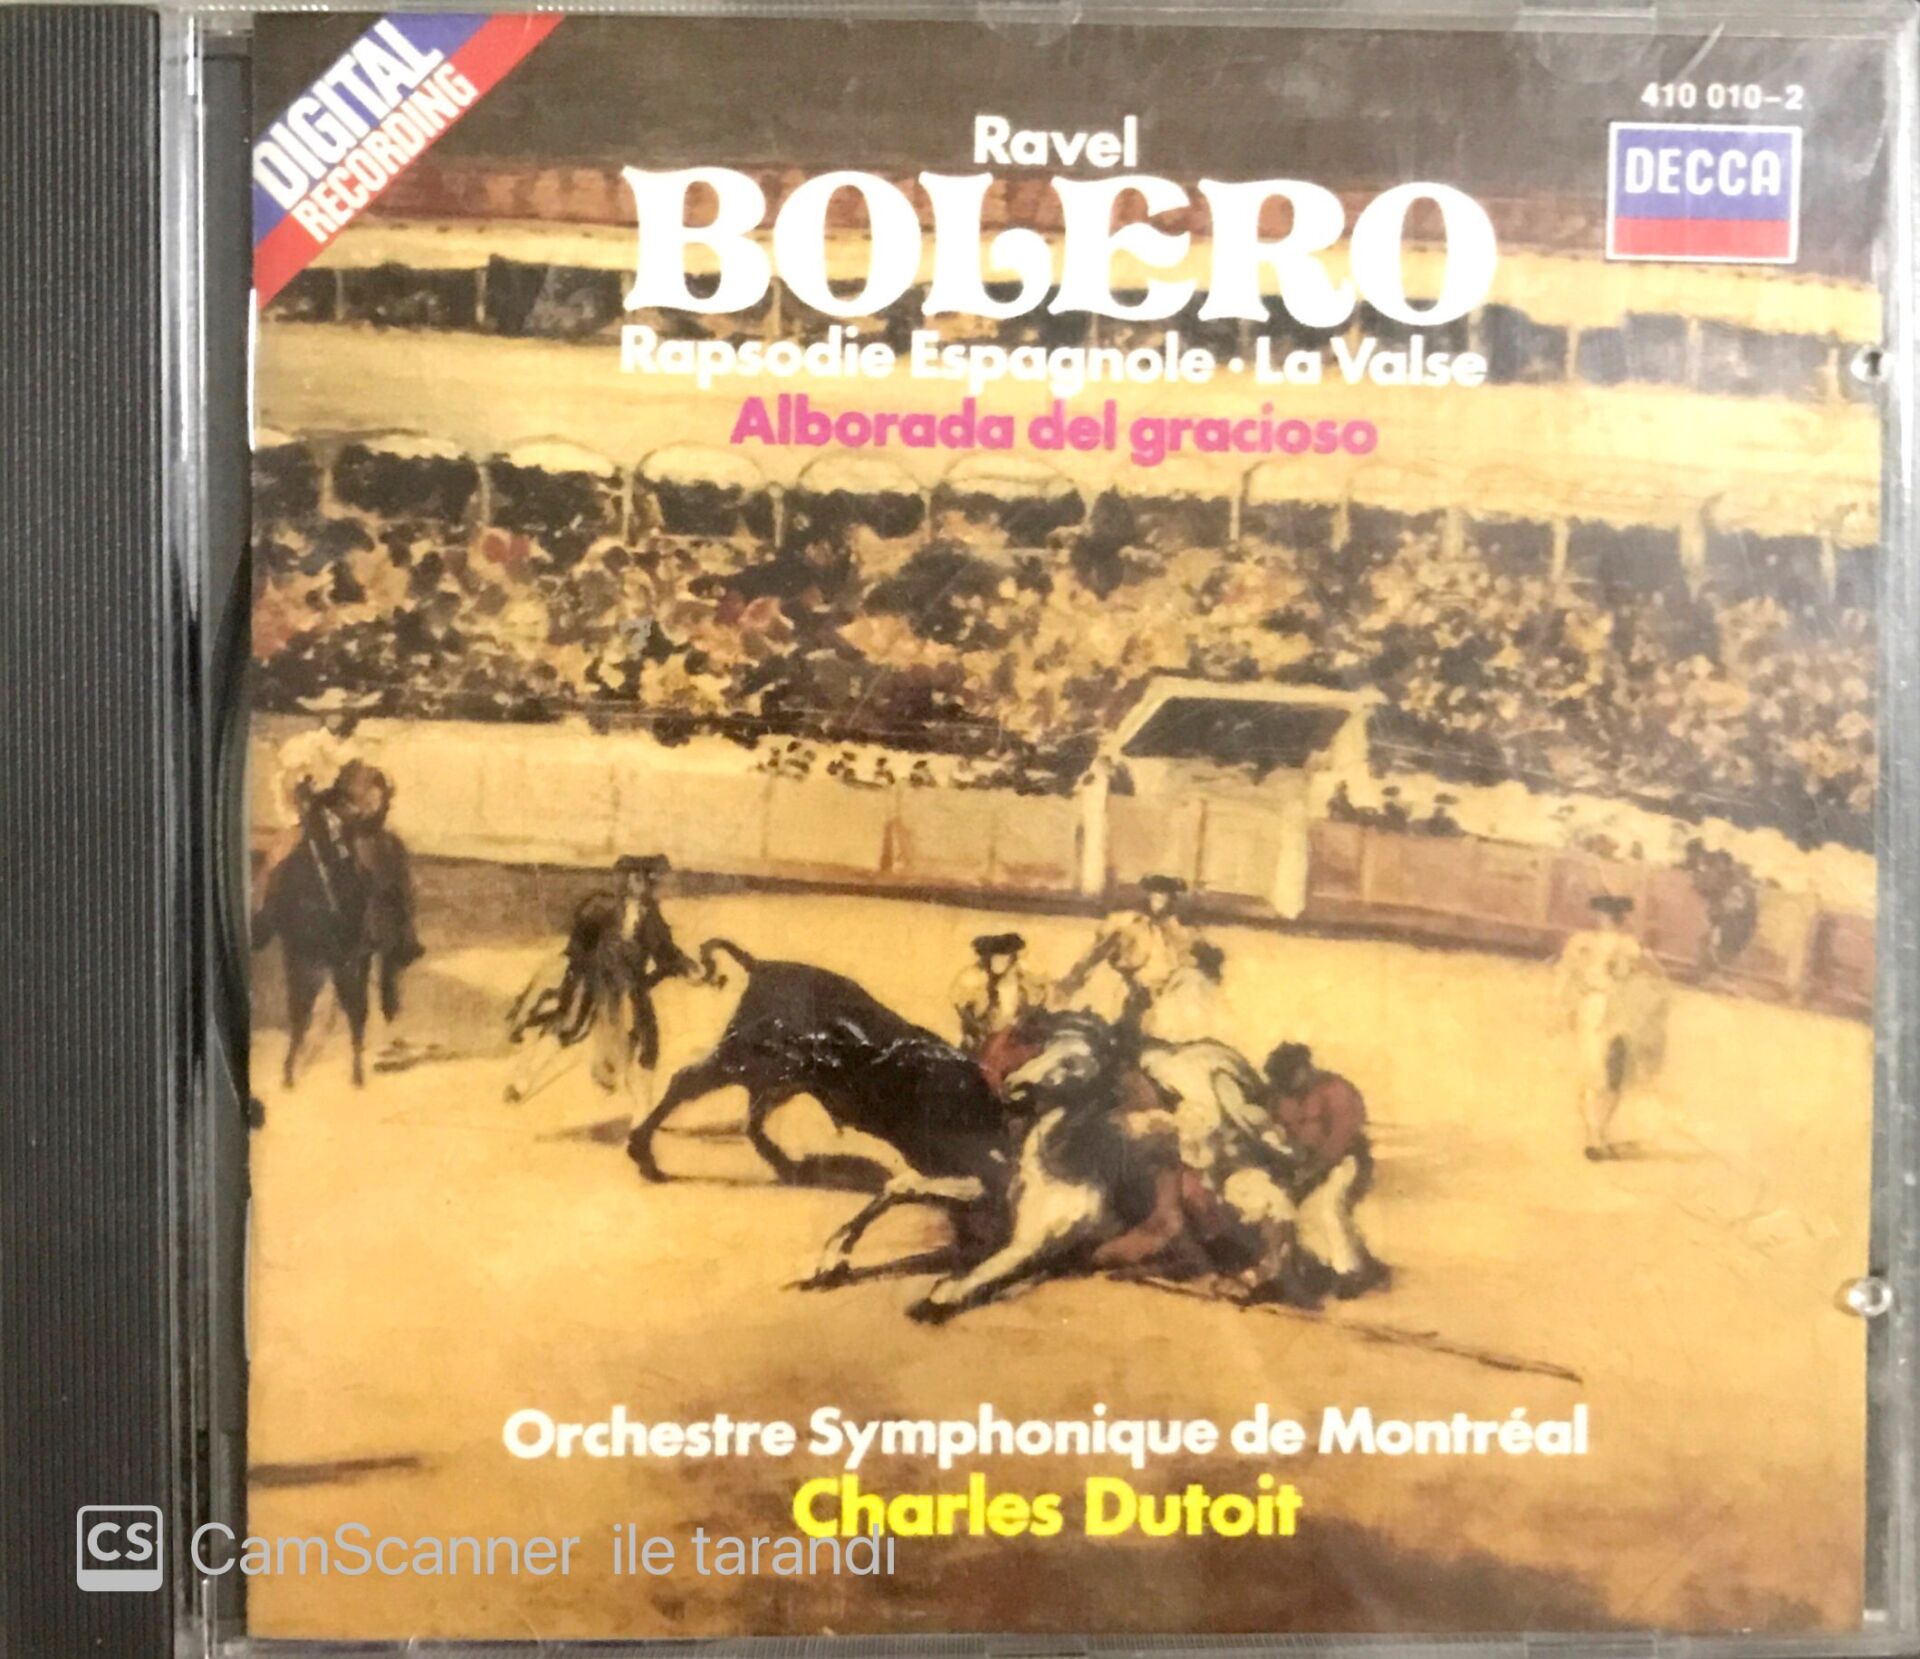 DIGITAL
RECORDING
410 010-2
DECCA
Ravel
BOLERO
Rapsodie Espagnole · La Valse
Alborada del gracioso
Orchestre Symphonique de Montréal
Charles Dutoit
CS CamScanner ile tarandı